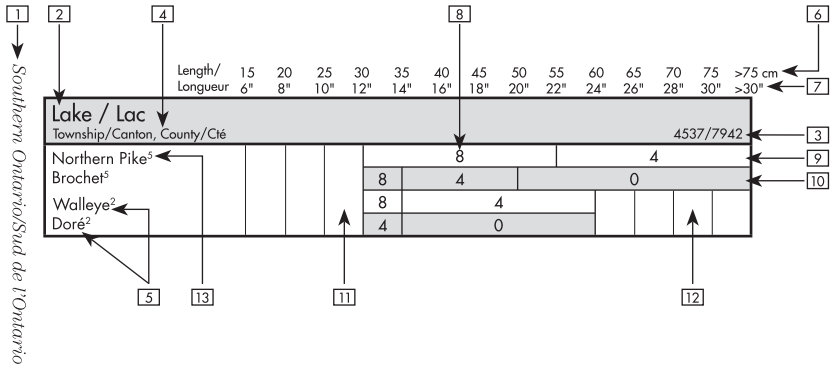 1 2 4 8 6
Length/ 15 20 25 30 35 40 45 50 55 60 65 70 75 >75 cm
Longueur 6" 8" 10" 12" 14" 16" 18" 20" 22" 24" 26" 28" 30" >30" 7
Lake / Lac
Township/Canton, County/Cté 4537/7942 3
Northern Pike⁵ 8 4 9
Brochet⁵ 8 4 0 10
Walleye² 8 4
Doré² 4 0
5 13 11 12
Southern Ontario/Sud de l'Ontario